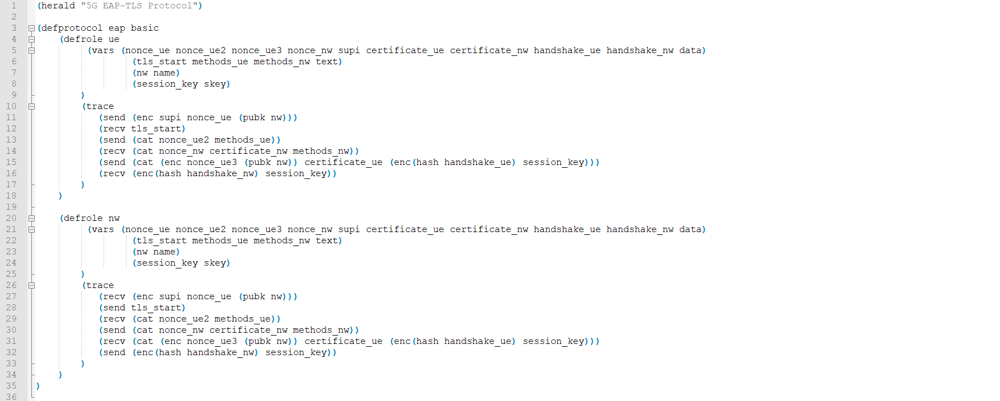 1 (herald "5G EAP-TLS Protocol")
2
3 (defprotocol eap basic
4 (defrole ue
5 (vars (nonce_ue nonce_ue2 nonce_ue3 nonce_nw supi certificate_ue certificate_nw handshake_ue handshake_nw data)
6 (tls_start methods_ue methods_nw text)
7 (nw name)
8 (session_key skey)
9 )
10 (trace
11 (send (enc supi nonce_ue (pubk nw)))
12 (recv tls_start)
13 (send (cat nonce_ue2 methods_ue))
14 (recv (cat nonce_nw certificate_nw methods_nw))
15 (send (cat (enc nonce_ue3 (pubk nw)) certificate_ue (enc(hash handshake_ue) session_key)))
16 (recv (enc(hash handshake_nw) session_key))
17 )
18 )
19
20 (defrole nw
21 (vars (nonce_ue nonce_ue2 nonce_ue3 nonce_nw supi certificate_ue certificate_nw handshake_ue handshake_nw data)
22 (tls_start methods_ue methods_nw text)
23 (nw name)
24 (session_key skey)
25 )
26 (trace
27 (recv (enc supi nonce_ue (pubk nw)))
28 (send tls_start)
29 (recv (cat nonce_ue2 methods_ue))
30 (send (cat nonce_nw certificate_nw methods_nw))
31 (recv (cat (enc nonce_ue3 (pubk nw)) certificate_ue (enc(hash handshake_ue) session_key)))
32 (send (enc(hash handshake_nw) session_key))
33 )
34 )
35 )
36